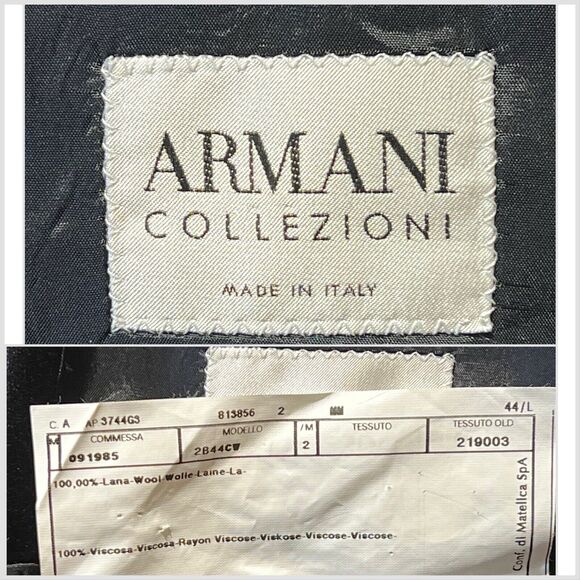 ARMANI
COLLEZIONI
MADE IN ITALY
C. A AP 3744G3 813856 2 44/L
M COMMESSA MODELLO /M TESSUTO TESSUTO OLD
091985 2B44CW 2 219003
100,00%-Lana-Wool Wolle-Laine-La-
100%-Viscosa-Viscosa-Rayon Viscose-Viskose-Viscose-Viscose-
Conf. di Matelica SpA